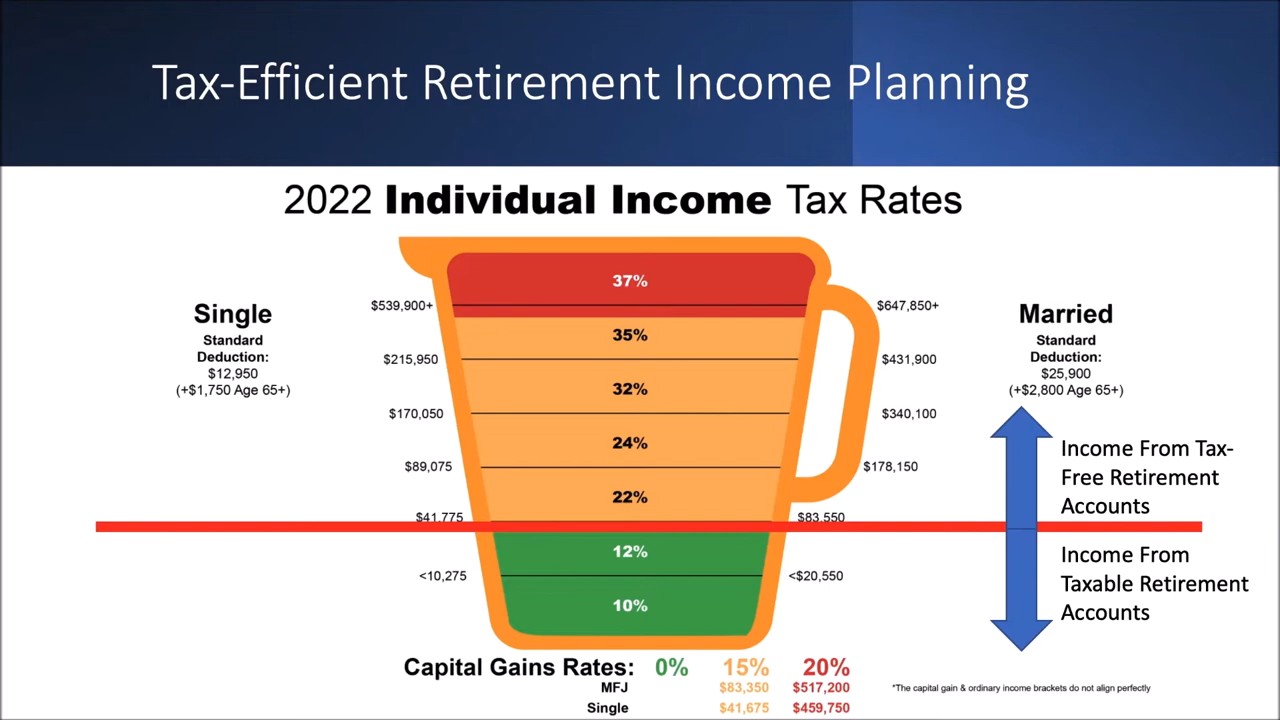 Tax-Efficient Retirement Income Planning
2022 Individual Income Tax Rates
Single
Standard
Deduction:
$12,950
(+$1,750 Age 65+)
37%
$539,900+
$647,850+
35%
$215,950
$431,900
32%
$170,050
$340,100
24%
$89,075
$178,150
22%
$41,775
$83,550
12%
<10,275
<$20,550
10%
Married
Standard
Deduction:
$25,900
(+$2,800 Age 65+)
Income From Tax-
Free Retirement
Accounts
Income From
Taxable Retirement
Accounts
Capital Gains Rates: 0% 15% 20%
MFJ $83,350 $517,200
Single $41,675 $459,750
*The capital gain & ordinary income brackets do not align perfectly